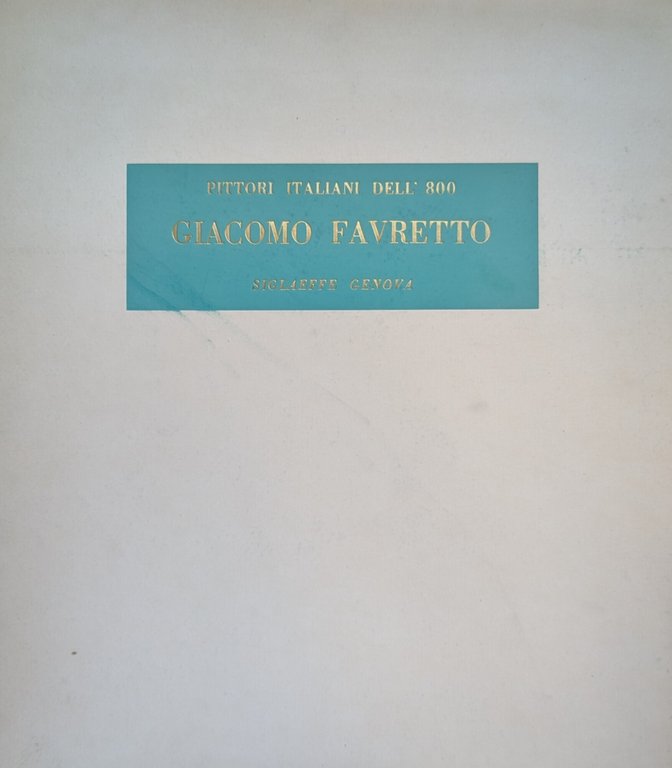 PITTORI ITALIANI DELL' 800
GIACOMO FAVRETTO
SIGLAEFFE GENOVA